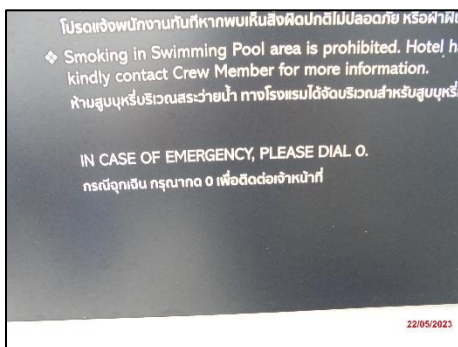 โปรดแจ้งพนักงานทันทีหากพบเห็นสิ่งผิดปกติไม่ปลอดภัย หรือฝ่าฝืน
❖ Smoking in Swimming Pool area is prohibited. Hotel h
kindly contact Crew Member for more information.
ห้ามสูบบุหรี่บริเวณสระว่ายน้ำ ทางโรงแรมได้จัดบริเวณสำหรับสูบบุหรี่
IN CASE OF EMERGENCY, PLEASE DIAL 0.
กรณีฉุกเฉิน กรุณากด 0 เพื่อติดต่อเจ้าหน้าที่
22/05/2023